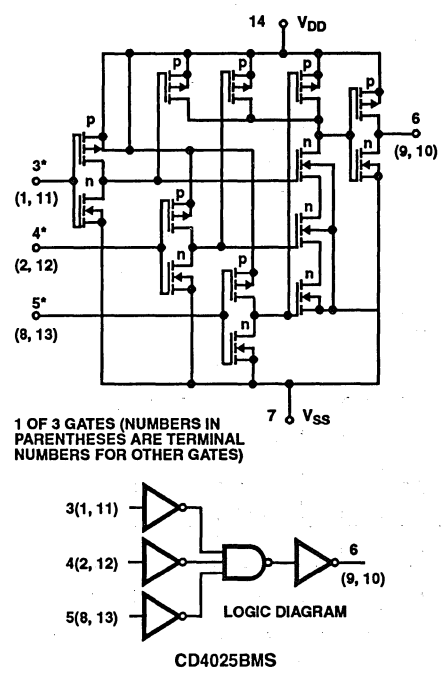 14 VDD
p
p
p
p
p
6
(9, 10)
3*
(1, 11)
n
n
n
p
4*
(2, 12)
n
n
p
5*
(8, 13)
n
n
7 VSS
1 OF 3 GATES (NUMBERS IN
PARENTHESES ARE TERMINAL
NUMBERS FOR OTHER GATES)
3(1, 11)
4(2, 12)
6
(9, 10)
5(8, 13)
LOGIC DIAGRAM
CD4025BMS